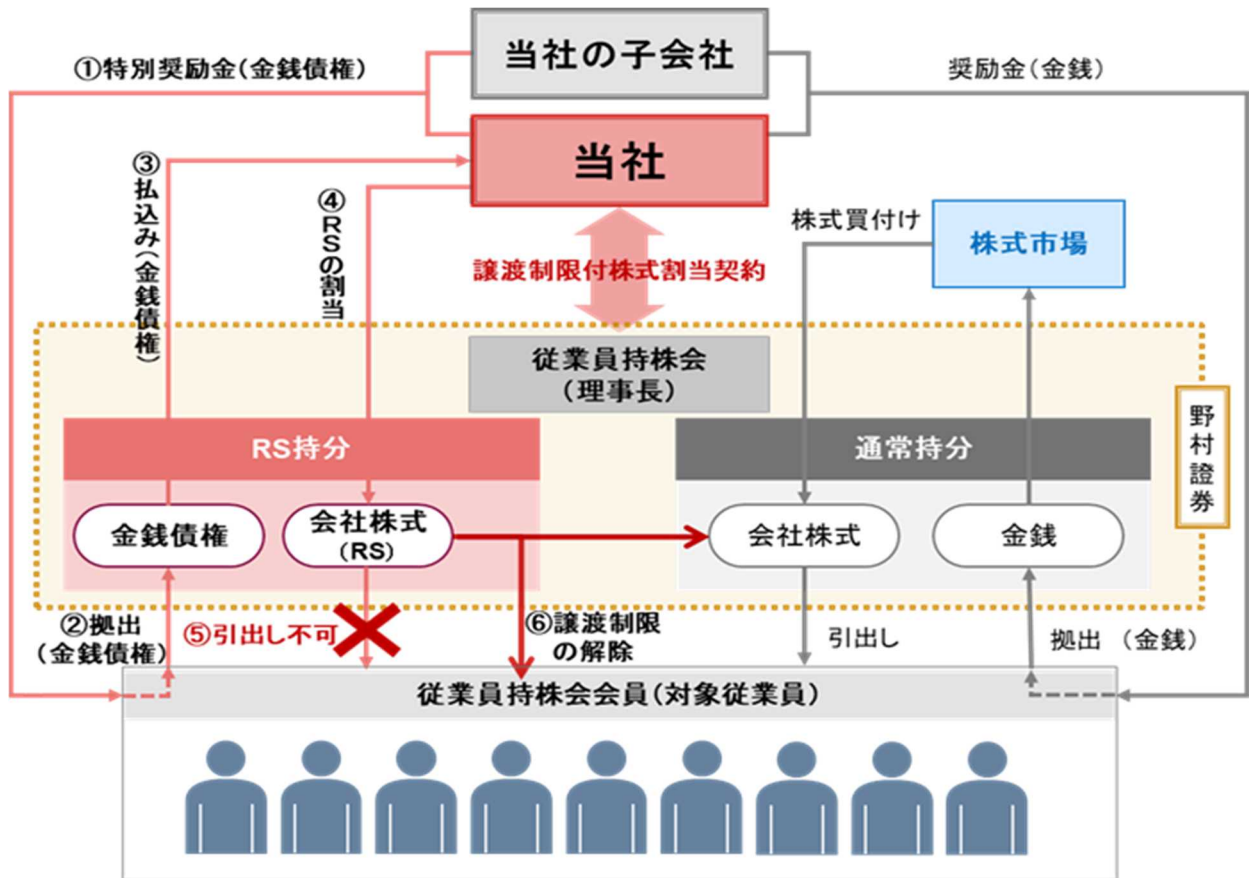 当社の子会社
①特別奨励金(金銭債権)
奨励金(金銭)
当社
③払込み(金銭債権)
④RSの割当
株式買付け
株式市場
譲渡制限付株式割当契約
従業員持株会
(理事長)
野村證券
RS持分
通常持分
金銭債権
会社株式
(RS)
会社株式
金銭
②拠出
(金銭債権)
⑤引出し不可
⑥譲渡制限
の解除
引出し
拠出 (金銭)
従業員持株会会員(対象従業員)